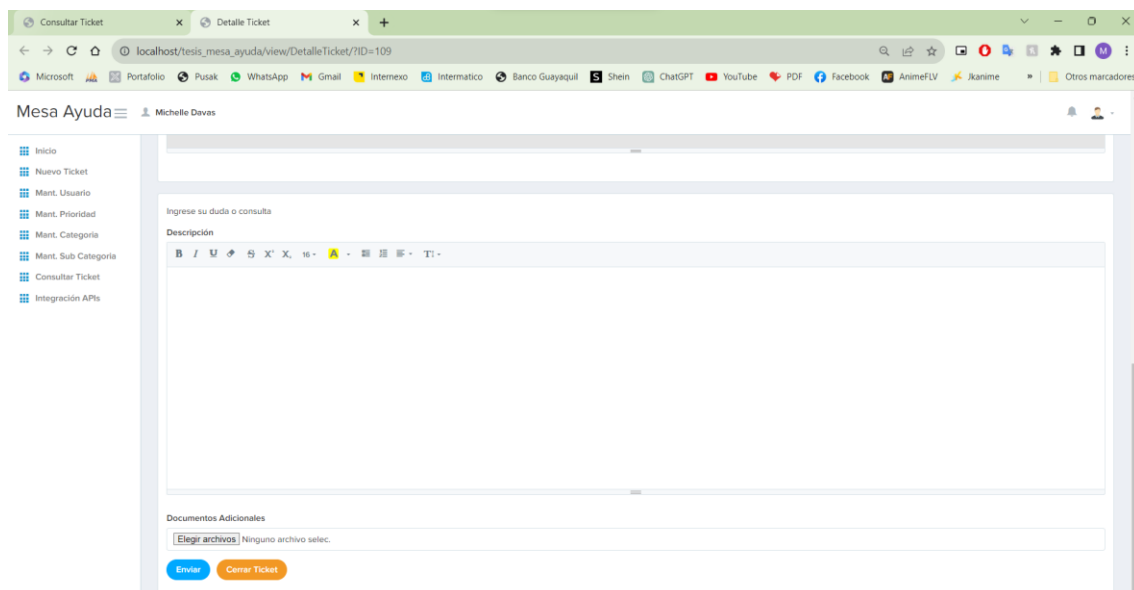 Consultar Ticket Detalle Ticket
localhost/tesis_mesa_ayuda/view/DetalleTicket/?ID=109
Microsoft Portafolio Pusak WhatsApp Gmail Internexo Intermatico Banco Guayaquil Shein ChatGPT YouTube PDF Facebook AnimeFLV Jkanime » Otros marcadores
Mesa Ayuda Michelle Davas
Inicio
Nuevo Ticket
Mant. Usuario
Mant. Prioridad
Mant. Categoria
Mant. Sub Categoria
Consultar Ticket
Integración APIs
Ingrese su duda o consulta
Descripción
B I U S X² X₂ 16 A T
Documentos Adicionales
Elegir archivos Ninguno archivo selec.
Enviar Cerrar Ticket